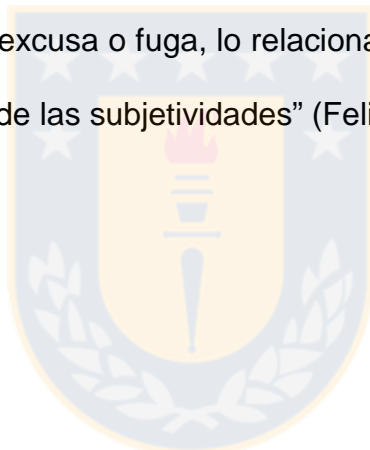 excusa o fuga, lo relaciona
de las subjetividades” (Feli